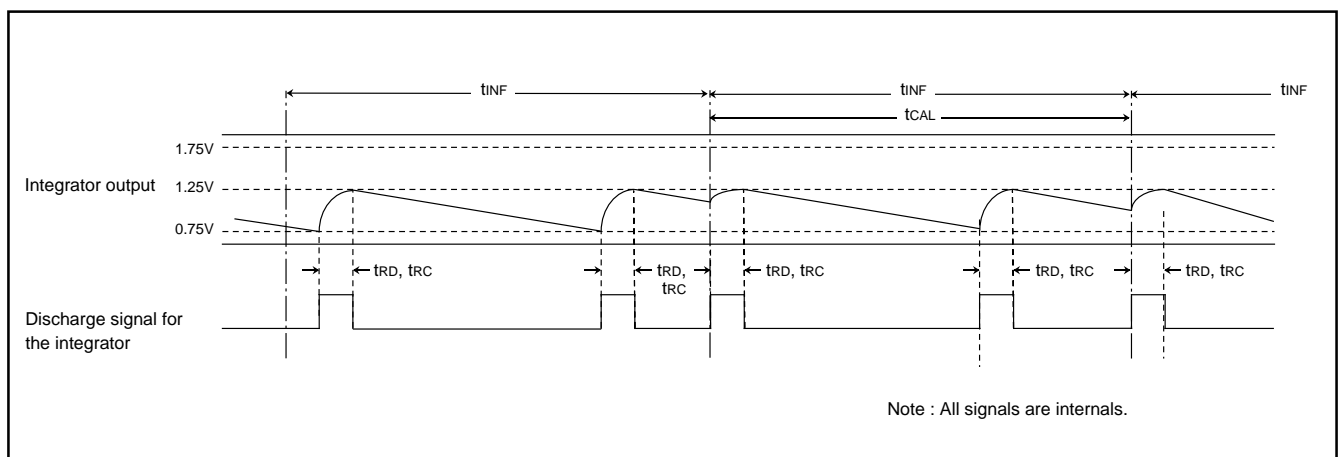 tINF
tINF
tINF
tCAL
1.75V
Integrator output
1.25V
0.75V
tRD, tRC
tRD,
tRC
tRD, tRC
tRD, tRC
tRD, tRC
Discharge signal for
the integrator
Note : All signals are internals.